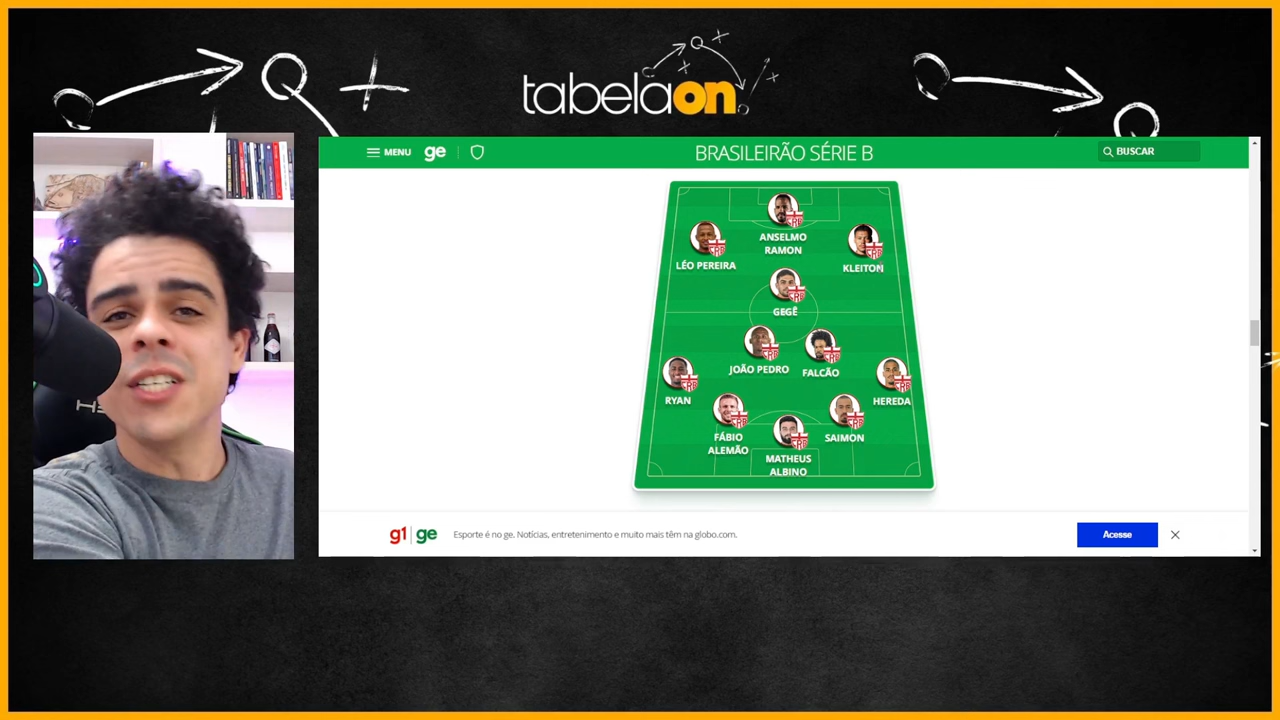 tabelaon
MENU ge BRASILEIRÃO SÉRIE B BUSCAR
ANSELMO
RAMON
LÉO PEREIRA
KLEITON
GEGÊ
JOÃO PEDRO
FALCÃO
RYAN
HEREDA
FÁBIO
ALEMÃO
SAIMON
MATHEUS
ALBINO
g1 ge Esporte é no ge. Notícias, entretenimento e muito mais têm na globo.com. Acesse